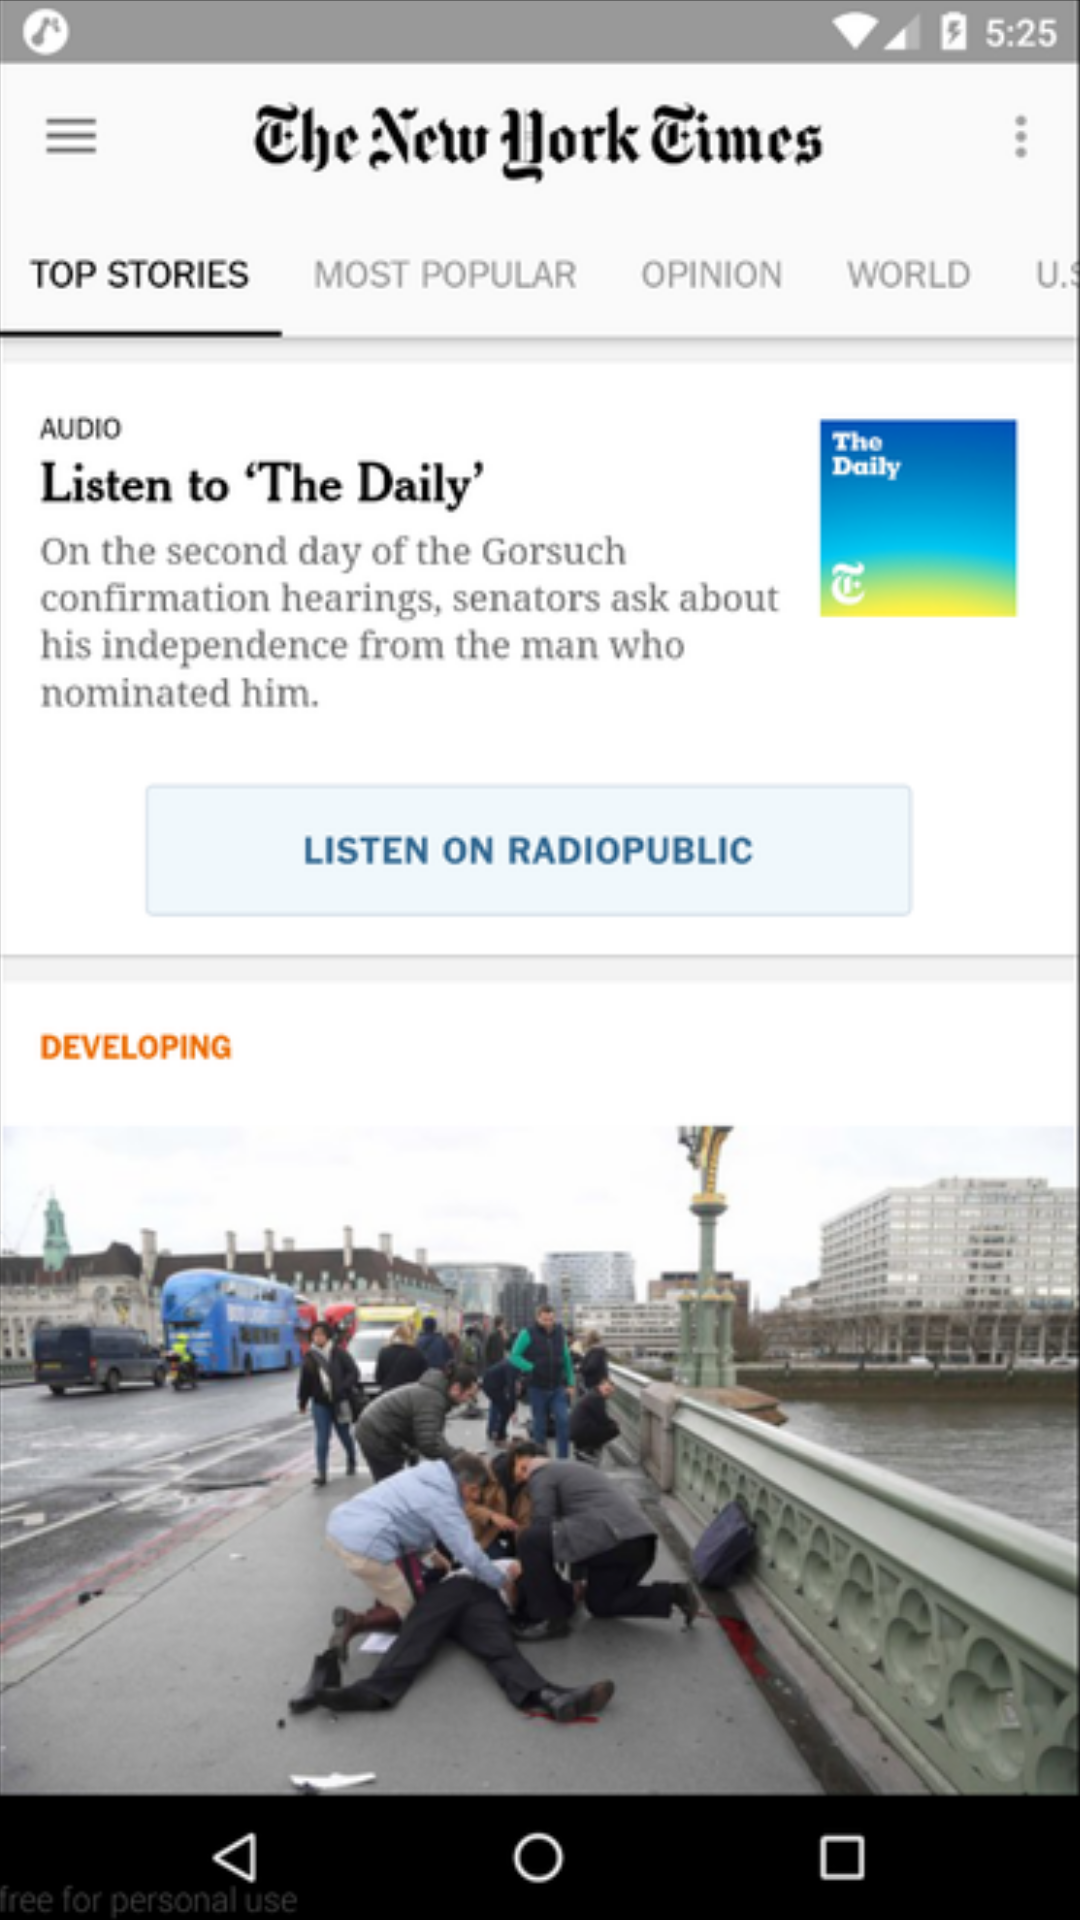 5:25
The New York Times
TOP STORIES MOST POPULAR OPINION WORLD U.S
AUDIO
Listen to ‘The Daily’
On the second day of the Gorsuch
confirmation hearings, senators ask about
his independence from the man who
nominated him.
The
Daily
T
LISTEN ON RADIOPUBLIC
DEVELOPING
free for personal use